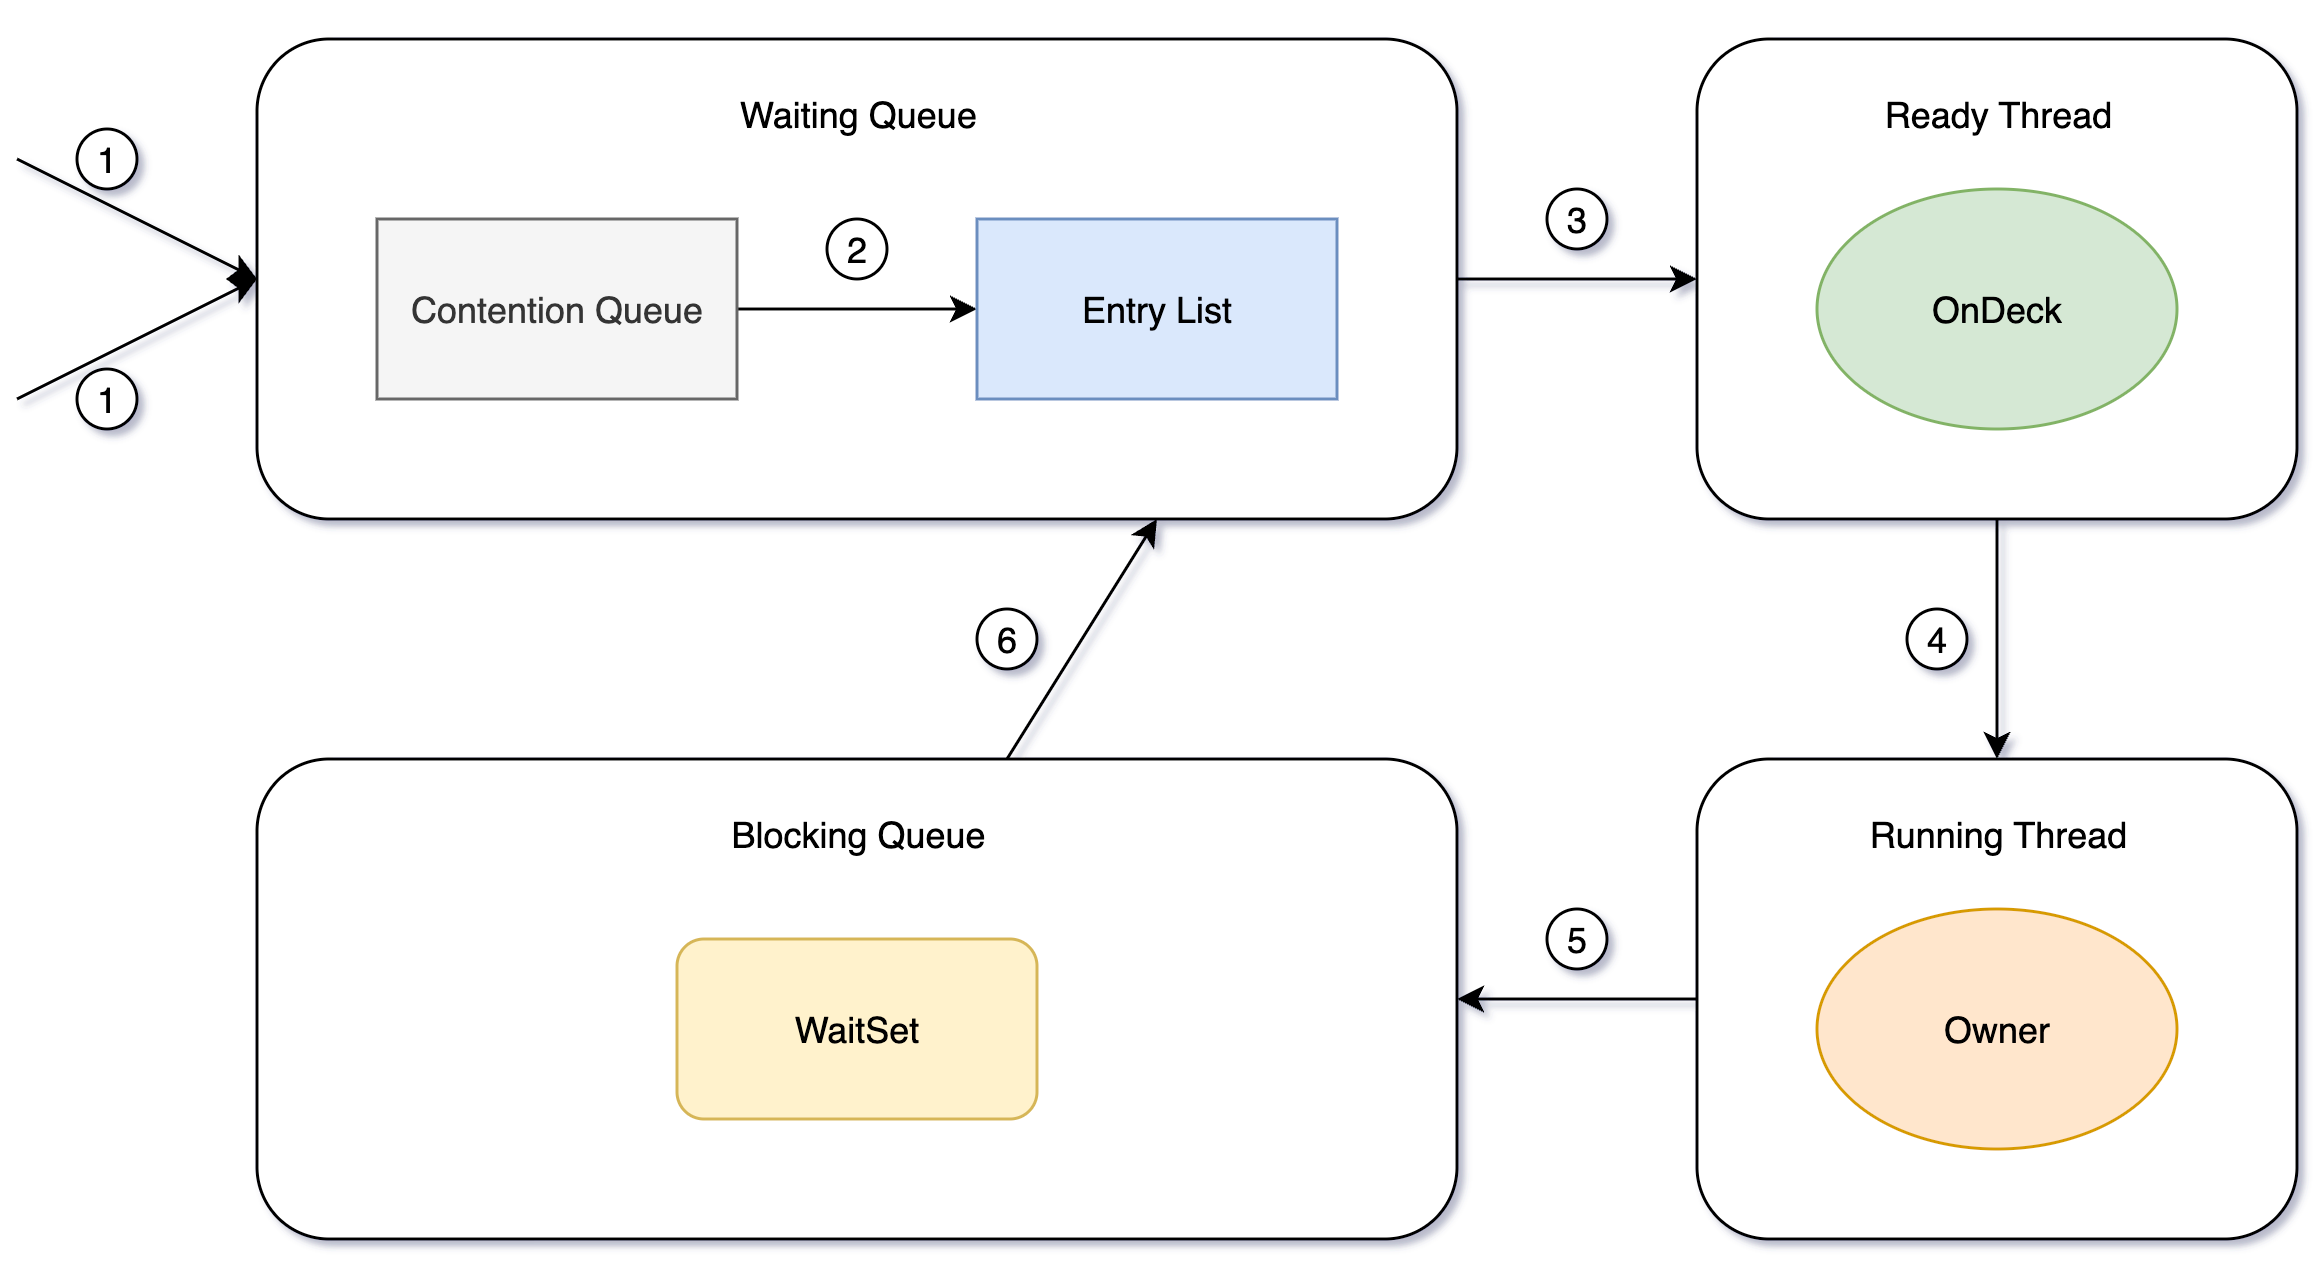 Waiting Queue
Ready Thread
1
2
3
Contention Queue
Entry List
OnDeck
1
6
4
Blocking Queue
Running Thread
5
WaitSet
Owner